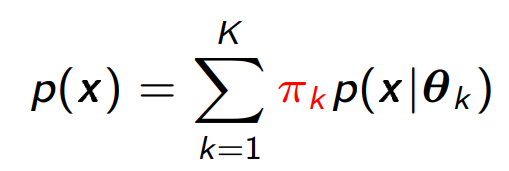 p(x) = ∑_{k=1}^{K} π_k p(x|θ_k)